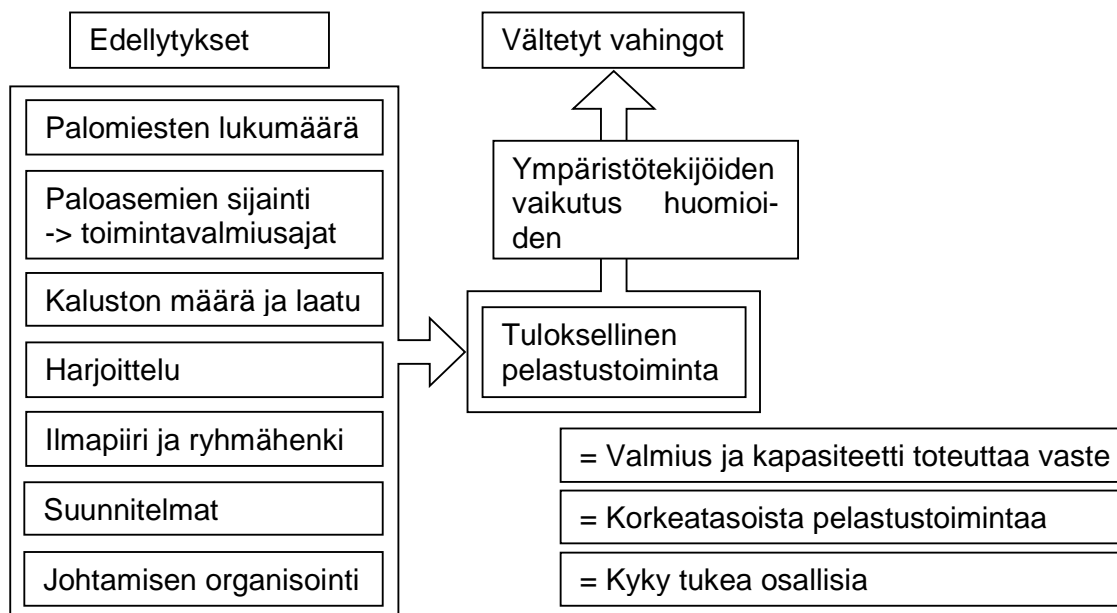 Edellytykset
Palomiesten lukumäärä
Paloasemien sijainti
-> toimintavalmiusajat
Kaluston määrä ja laatu
Harjoittelu
Ilmapiiri ja ryhmähenki
Suunnitelmat
Johtamisen organisointi
Vältetyt vahingot
Ympäristötekijöiden
vaikutus huomioi-
den
Tuloksellinen
pelastustoiminta
= Valmius ja kapasiteetti toteuttaa vaste
= Korkeatasoista pelastustoimintaa
= Kyky tukea osallisia